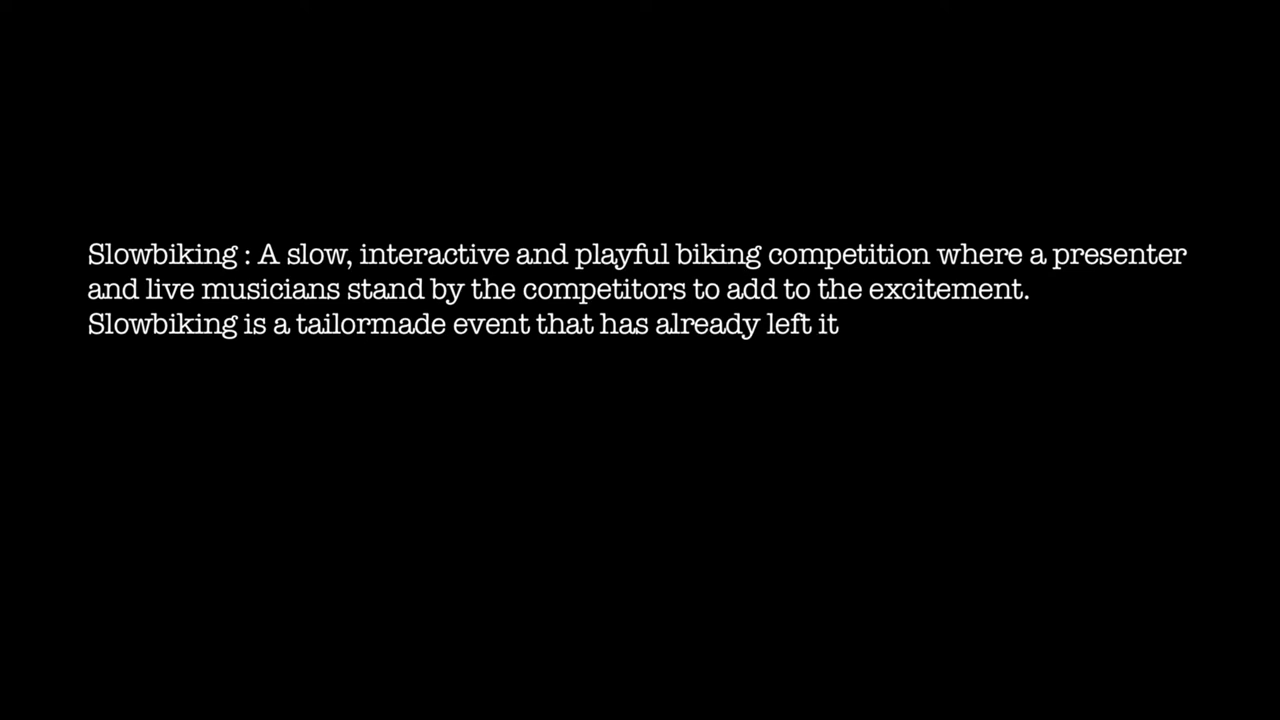 Slowbiking : A slow, interactive and playful biking competition where a presenter
and live musicians stand by the competitors to add to the excitement.
Slowbiking is a tailormade event that has already left it